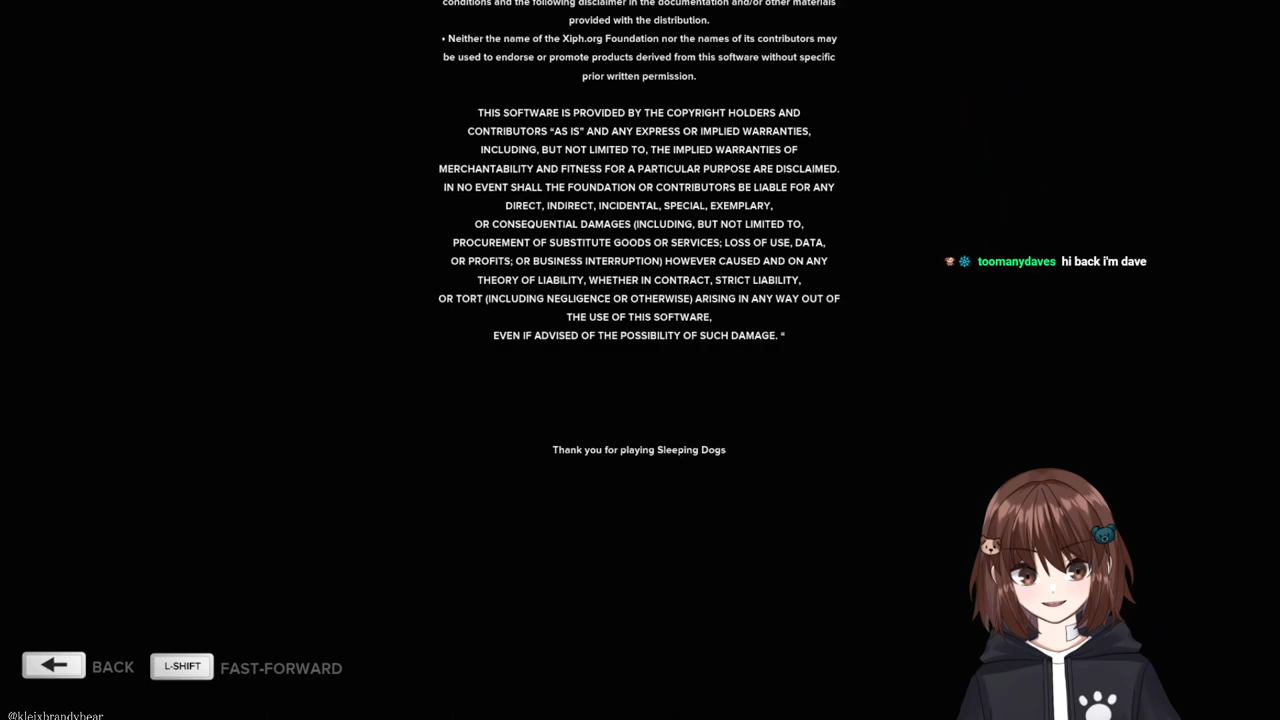 conditions and the following disclaimer in the documentation and/or other materials
provided with the distribution.
• Neither the name of the Xiph.org Foundation nor the names of its contributors may
be used to endorse or promote products derived from this software without specific
prior written permission.
THIS SOFTWARE IS PROVIDED BY THE COPYRIGHT HOLDERS AND
CONTRIBUTORS “AS IS” AND ANY EXPRESS OR IMPLIED WARRANTIES,
INCLUDING, BUT NOT LIMITED TO, THE IMPLIED WARRANTIES OF
MERCHANTABILITY AND FITNESS FOR A PARTICULAR PURPOSE ARE DISCLAIMED.
IN NO EVENT SHALL THE FOUNDATION OR CONTRIBUTORS BE LIABLE FOR ANY
DIRECT, INDIRECT, INCIDENTAL, SPECIAL, EXEMPLARY,
OR CONSEQUENTIAL DAMAGES (INCLUDING, BUT NOT LIMITED TO,
PROCUREMENT OF SUBSTITUTE GOODS OR SERVICES; LOSS OF USE, DATA,
OR PROFITS; OR BUSINESS INTERRUPTION) HOWEVER CAUSED AND ON ANY
THEORY OF LIABILITY, WHETHER IN CONTRACT, STRICT LIABILITY,
OR TORT (INCLUDING NEGLIGENCE OR OTHERWISE) ARISING IN ANY WAY OUT OF
THE USE OF THIS SOFTWARE,
EVEN IF ADVISED OF THE POSSIBILITY OF SUCH DAMAGE. “
Thank you for playing Sleeping Dogs
toomanydaves hi back i'm dave
BACK L-SHIFT FAST-FORWARD
@kleixbrandybear